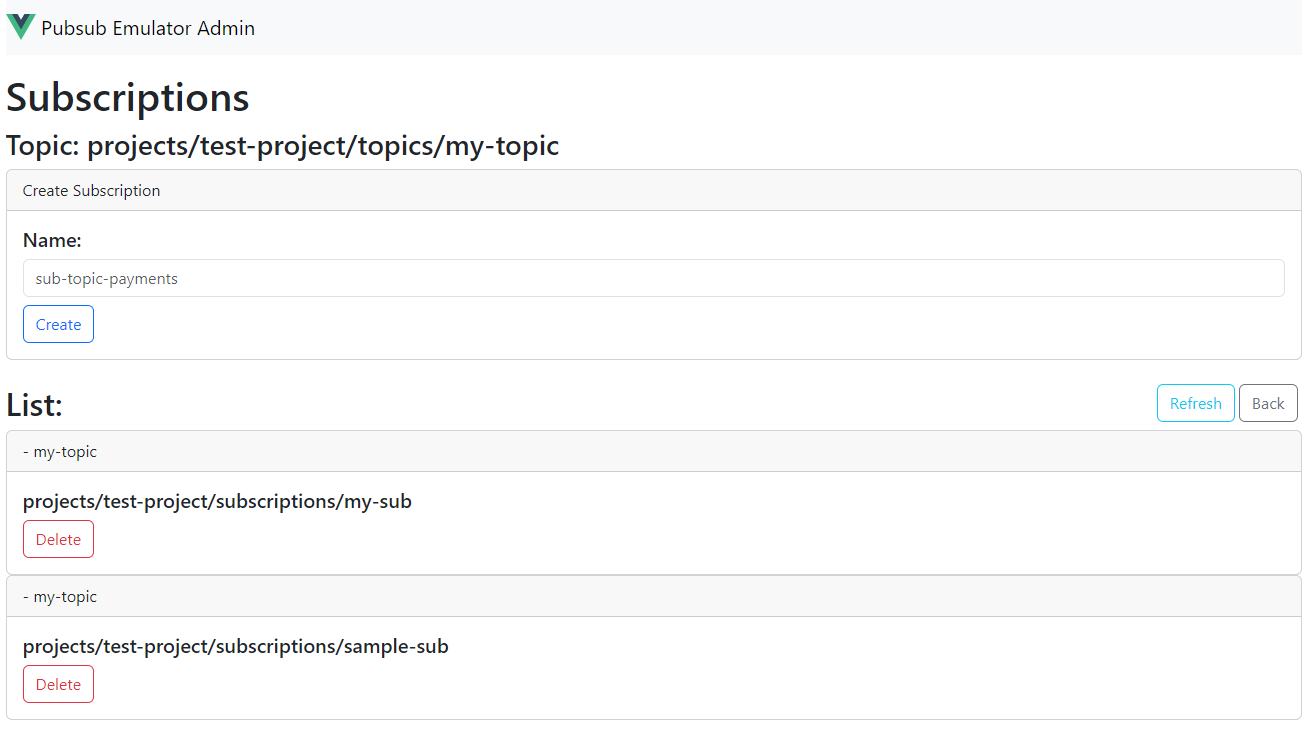 Pubsub Emulator Admin
Subscriptions
Topic: projects/test-project/topics/my-topic
Create Subscription
Name:
sub-topic-payments
Create
List:
Refresh
Back
- my-topic
projects/test-project/subscriptions/my-sub
Delete
- my-topic
projects/test-project/subscriptions/sample-sub
Delete